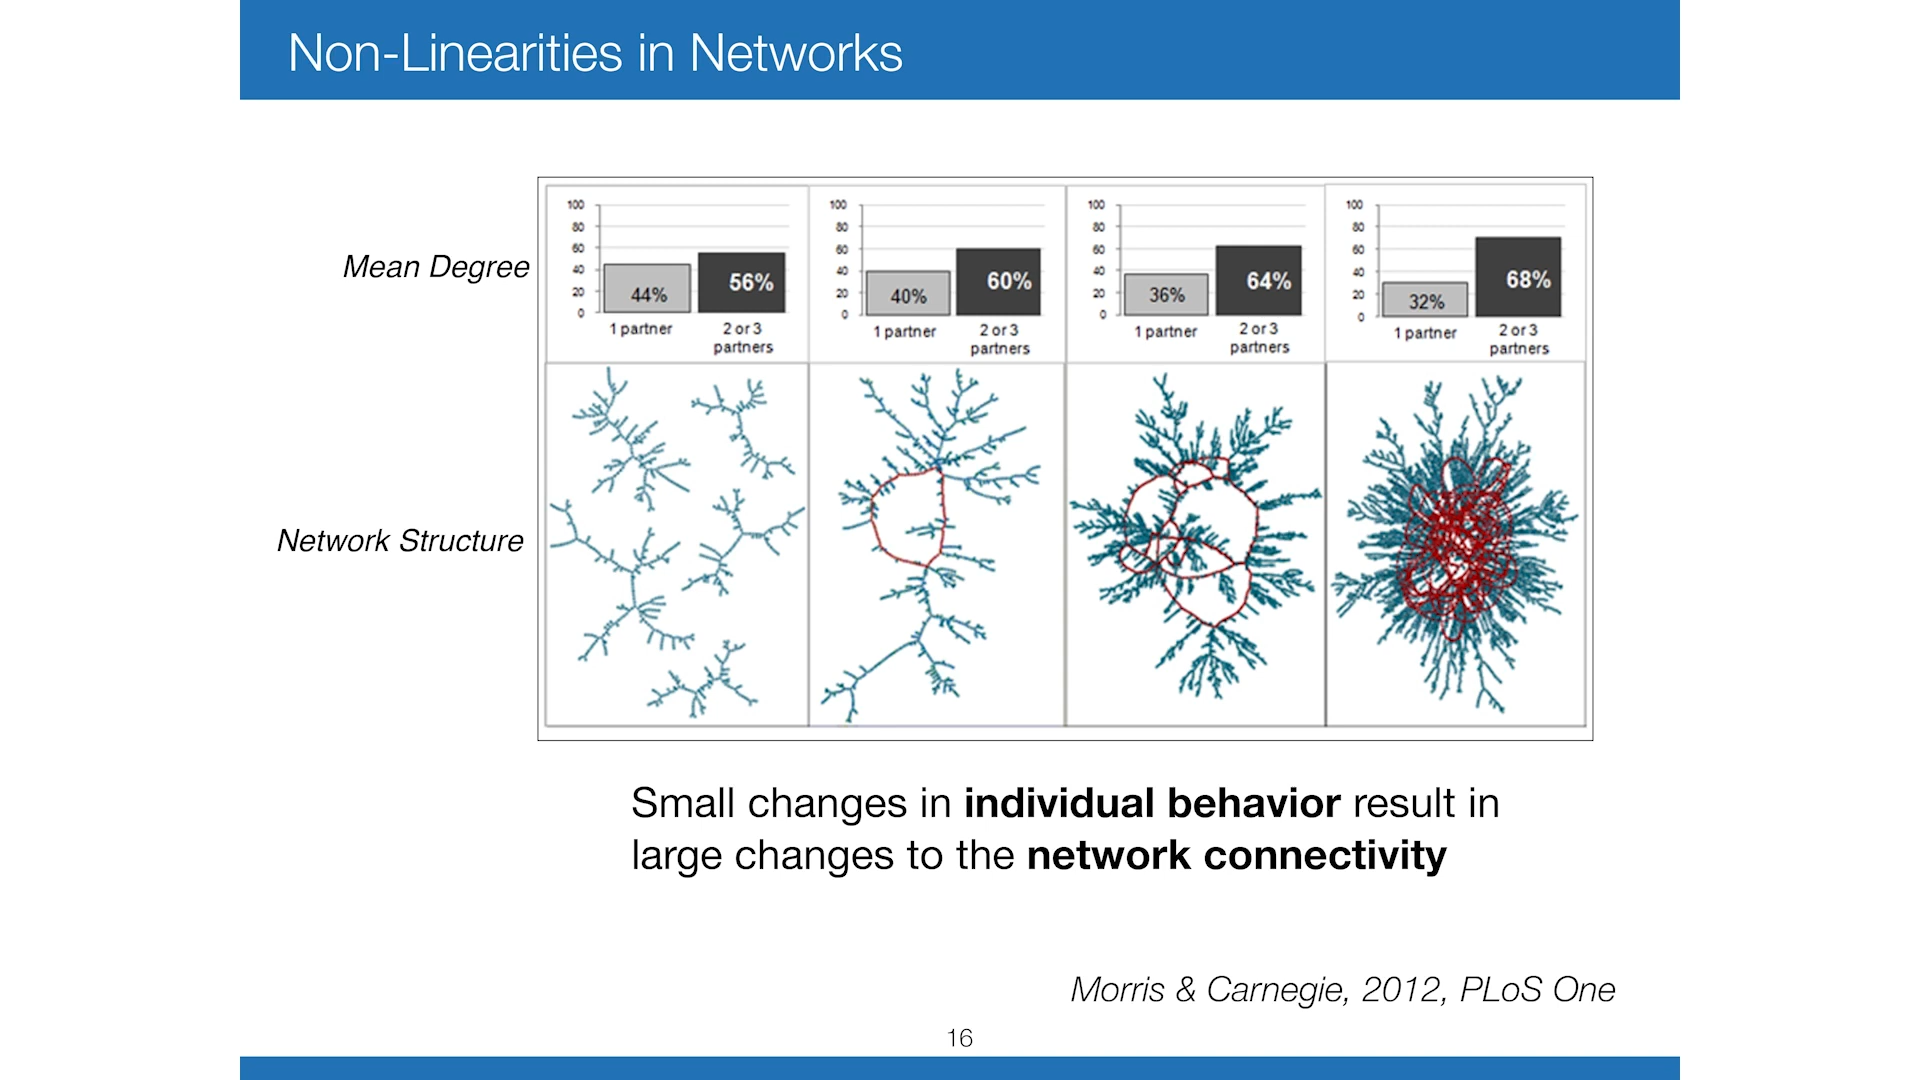 Non-Linearities in Networks
Mean Degree
100
80
60
40
20
0
44%
56%
1 partner
2 or 3
partners
100
80
60
40
20
0
40%
60%
1 partner
2 or 3
partners
100
80
60
40
20
0
36%
64%
1 partner
2 or 3
partners
100
80
60
40
20
0
32%
68%
1 partner
2 or 3
partners
Network Structure
Small changes in individual behavior result in
large changes to the network connectivity
Morris & Carnegie, 2012, PLoS One
16